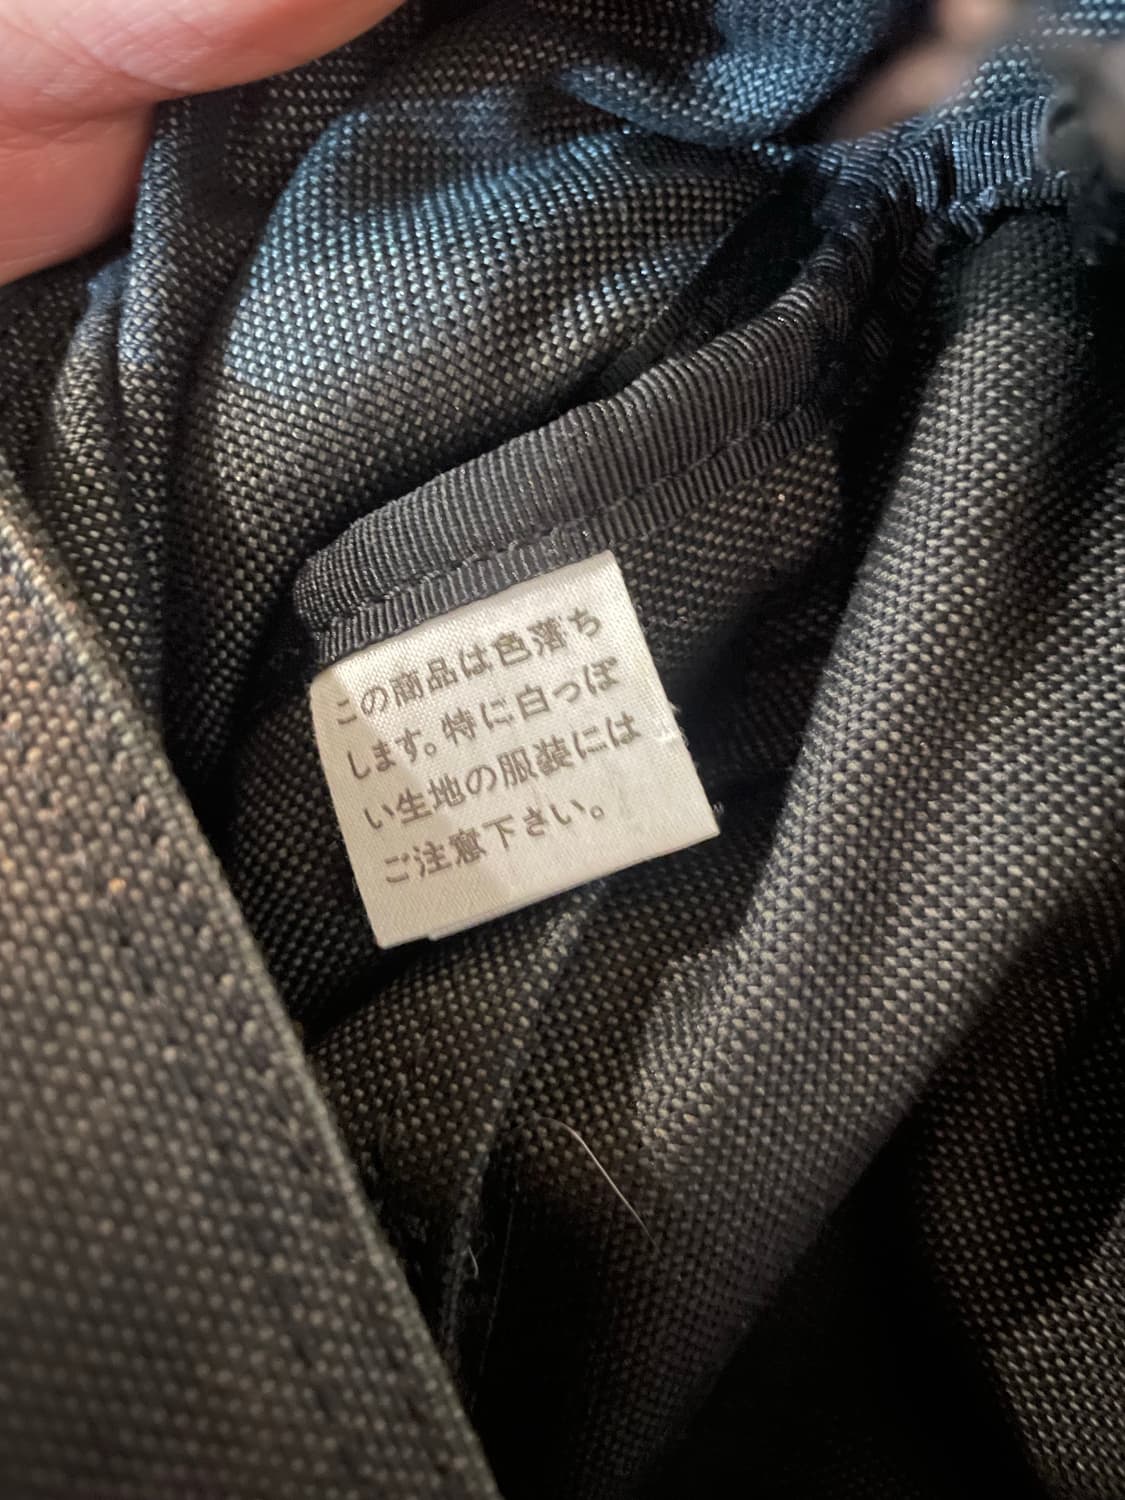 この商品は色落ち
します。特に白っぽ
い生地の服装には
ご注意下さい。